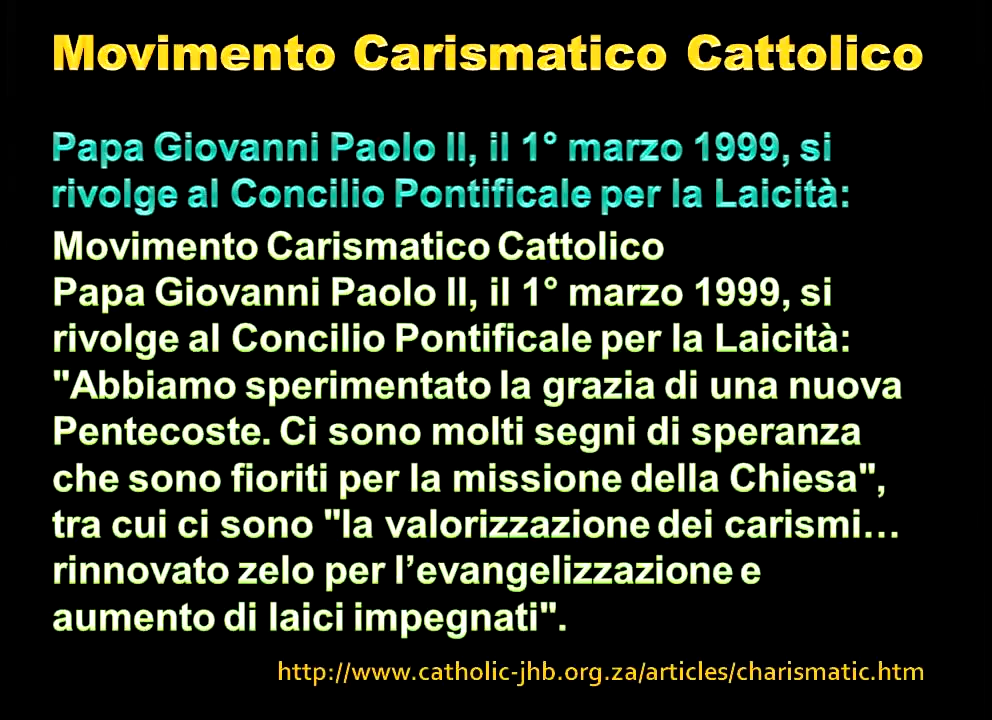 Movimento Carismatico Cattolico
Papa Giovanni Paolo II, il 1° marzo 1999, si
rivolge al Concilio Pontificale per la Laicità:
Movimento Carismatico Cattolico
Papa Giovanni Paolo II, il 1° marzo 1999, si
rivolge al Concilio Pontificale per la Laicità:
"Abbiamo sperimentato la grazia di una nuova
Pentecoste. Ci sono molti segni di speranza
che sono fioriti per la missione della Chiesa",
tra cui ci sono "la valorizzazione dei carismi…
rinnovato zelo per l’evangelizzazione e
aumento di laici impegnati".
http://www.catholic-jhb.org.za/articles/charismatic.htm